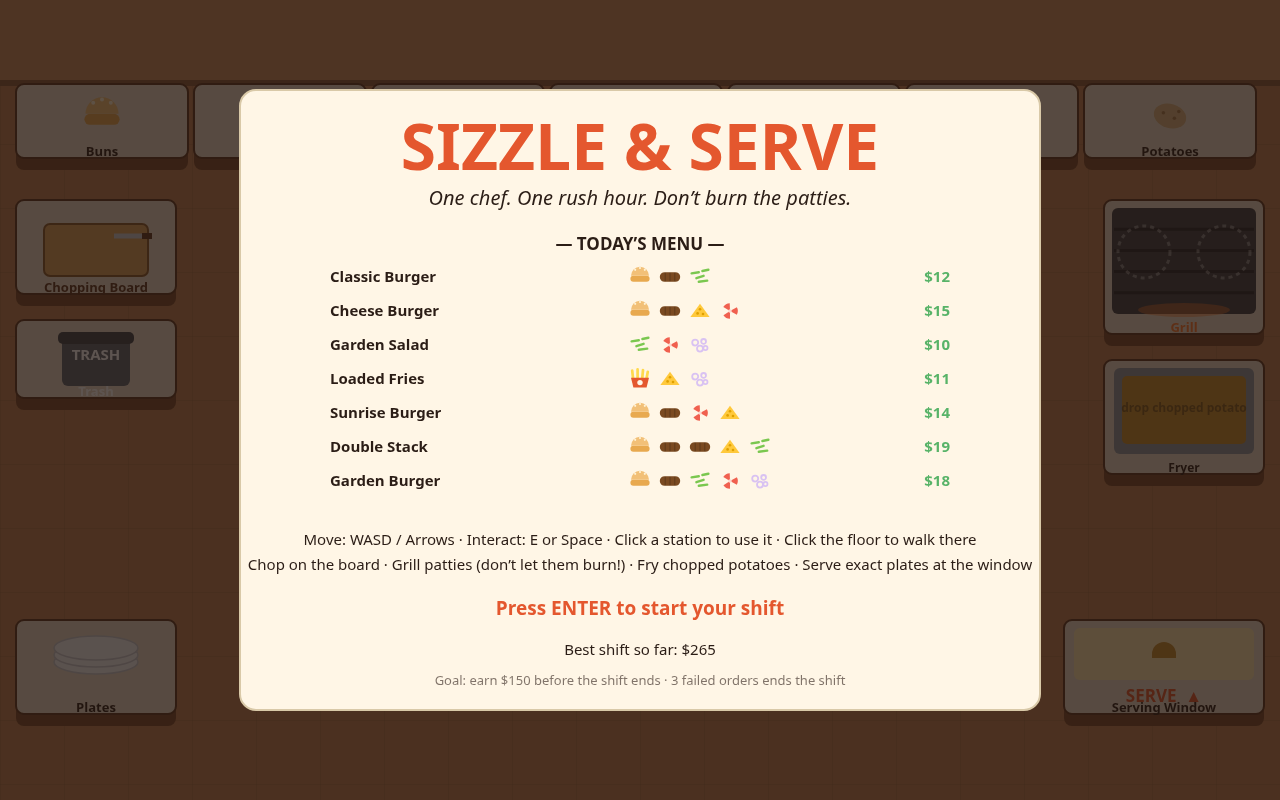 SIZZLE & SERVE
One chef. One rush hour. Don’t burn the patties.
— TODAY’S MENU —
Classic Burger $12
Cheese Burger $15
Garden Salad $10
Loaded Fries $11
Sunrise Burger $14
Double Stack $19
Garden Burger $18
Move: WASD / Arrows · Interact: E or Space · Click a station to use it · Click the floor to walk there
Chop on the board · Grill patties (don’t let them burn!) · Fry chopped potatoes · Serve exact plates at the window
Press ENTER to start your shift
Best shift so far: $265
Goal: earn $150 before the shift ends · 3 failed orders ends the shift
Buns
Potatoes
Chopping Board
TRASH
Trash
Grill
drop chopped potato
Fryer
Plates
SERVE ▲
Serving Window